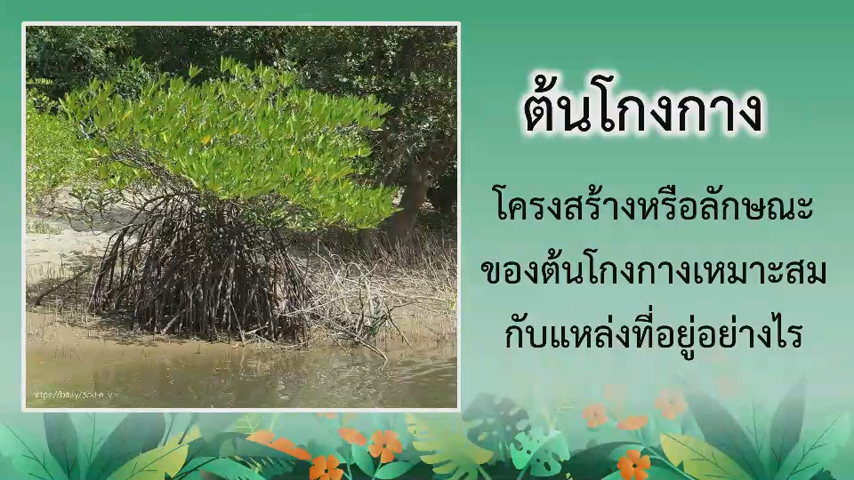 ต้นโกงกาง
โครงสร้างหรือลักษณะ
ของต้นโกงกางเหมาะสม
กับแหล่งที่อยู่อย่างไร